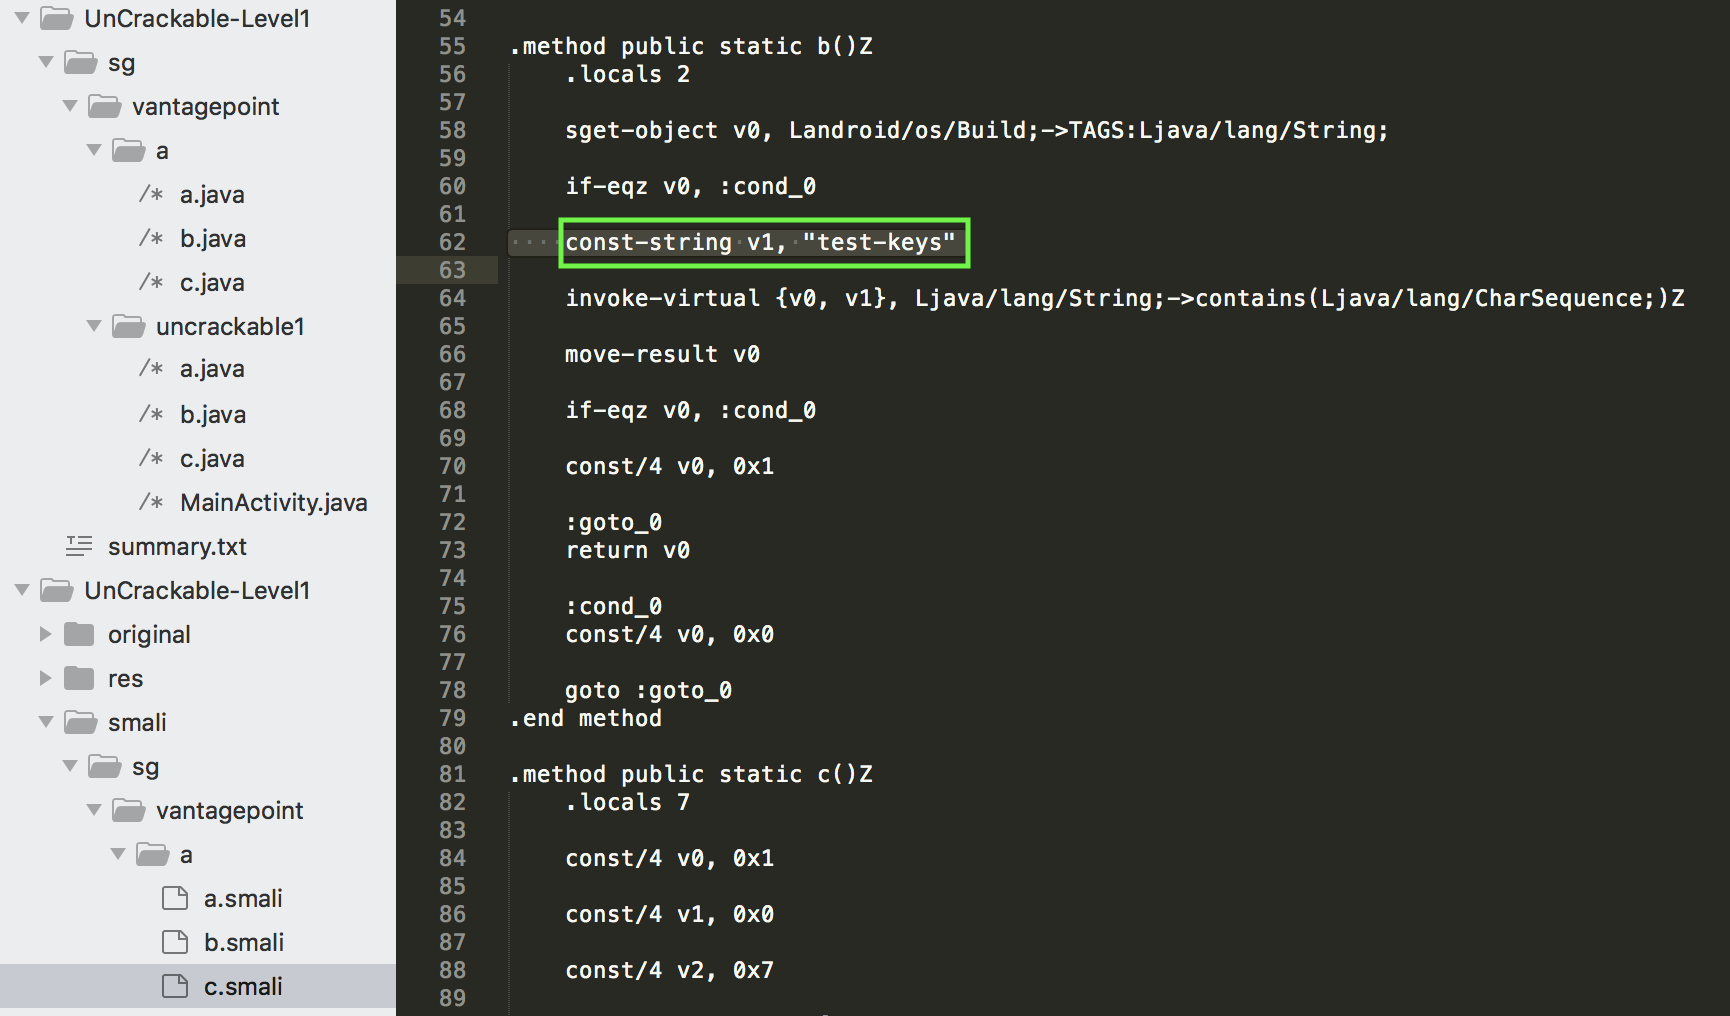 UnCrackable-Level1
sg
vantagepoint
a
/* a.java
/* b.java
/* c.java
uncrackable1
/* a.java
/* b.java
/* c.java
/* MainActivity.java
summary.txt
UnCrackable-Level1
original
res
smali
sg
vantagepoint
a
a.smali
b.smali
c.smali
54
55 .method public static b()Z
56 .locals 2
57
58 sget-object v0, Landroid/os/Build;->TAGS:Ljava/lang/String;
59
60 if-eqz v0, :cond_0
61
62 const-string v1, "test-keys"
63
64 invoke-virtual {v0, v1}, Ljava/lang/String;->contains(Ljava/lang/CharSequence;)Z
65
66 move-result v0
67
68 if-eqz v0, :cond_0
69
70 const/4 v0, 0x1
71
72 :goto_0
73 return v0
74
75 :cond_0
76 const/4 v0, 0x0
77
78 goto :goto_0
79 .end method
80
81 .method public static c()Z
82 .locals 7
83
84 const/4 v0, 0x1
85
86 const/4 v1, 0x0
87
88 const/4 v2, 0x7
89